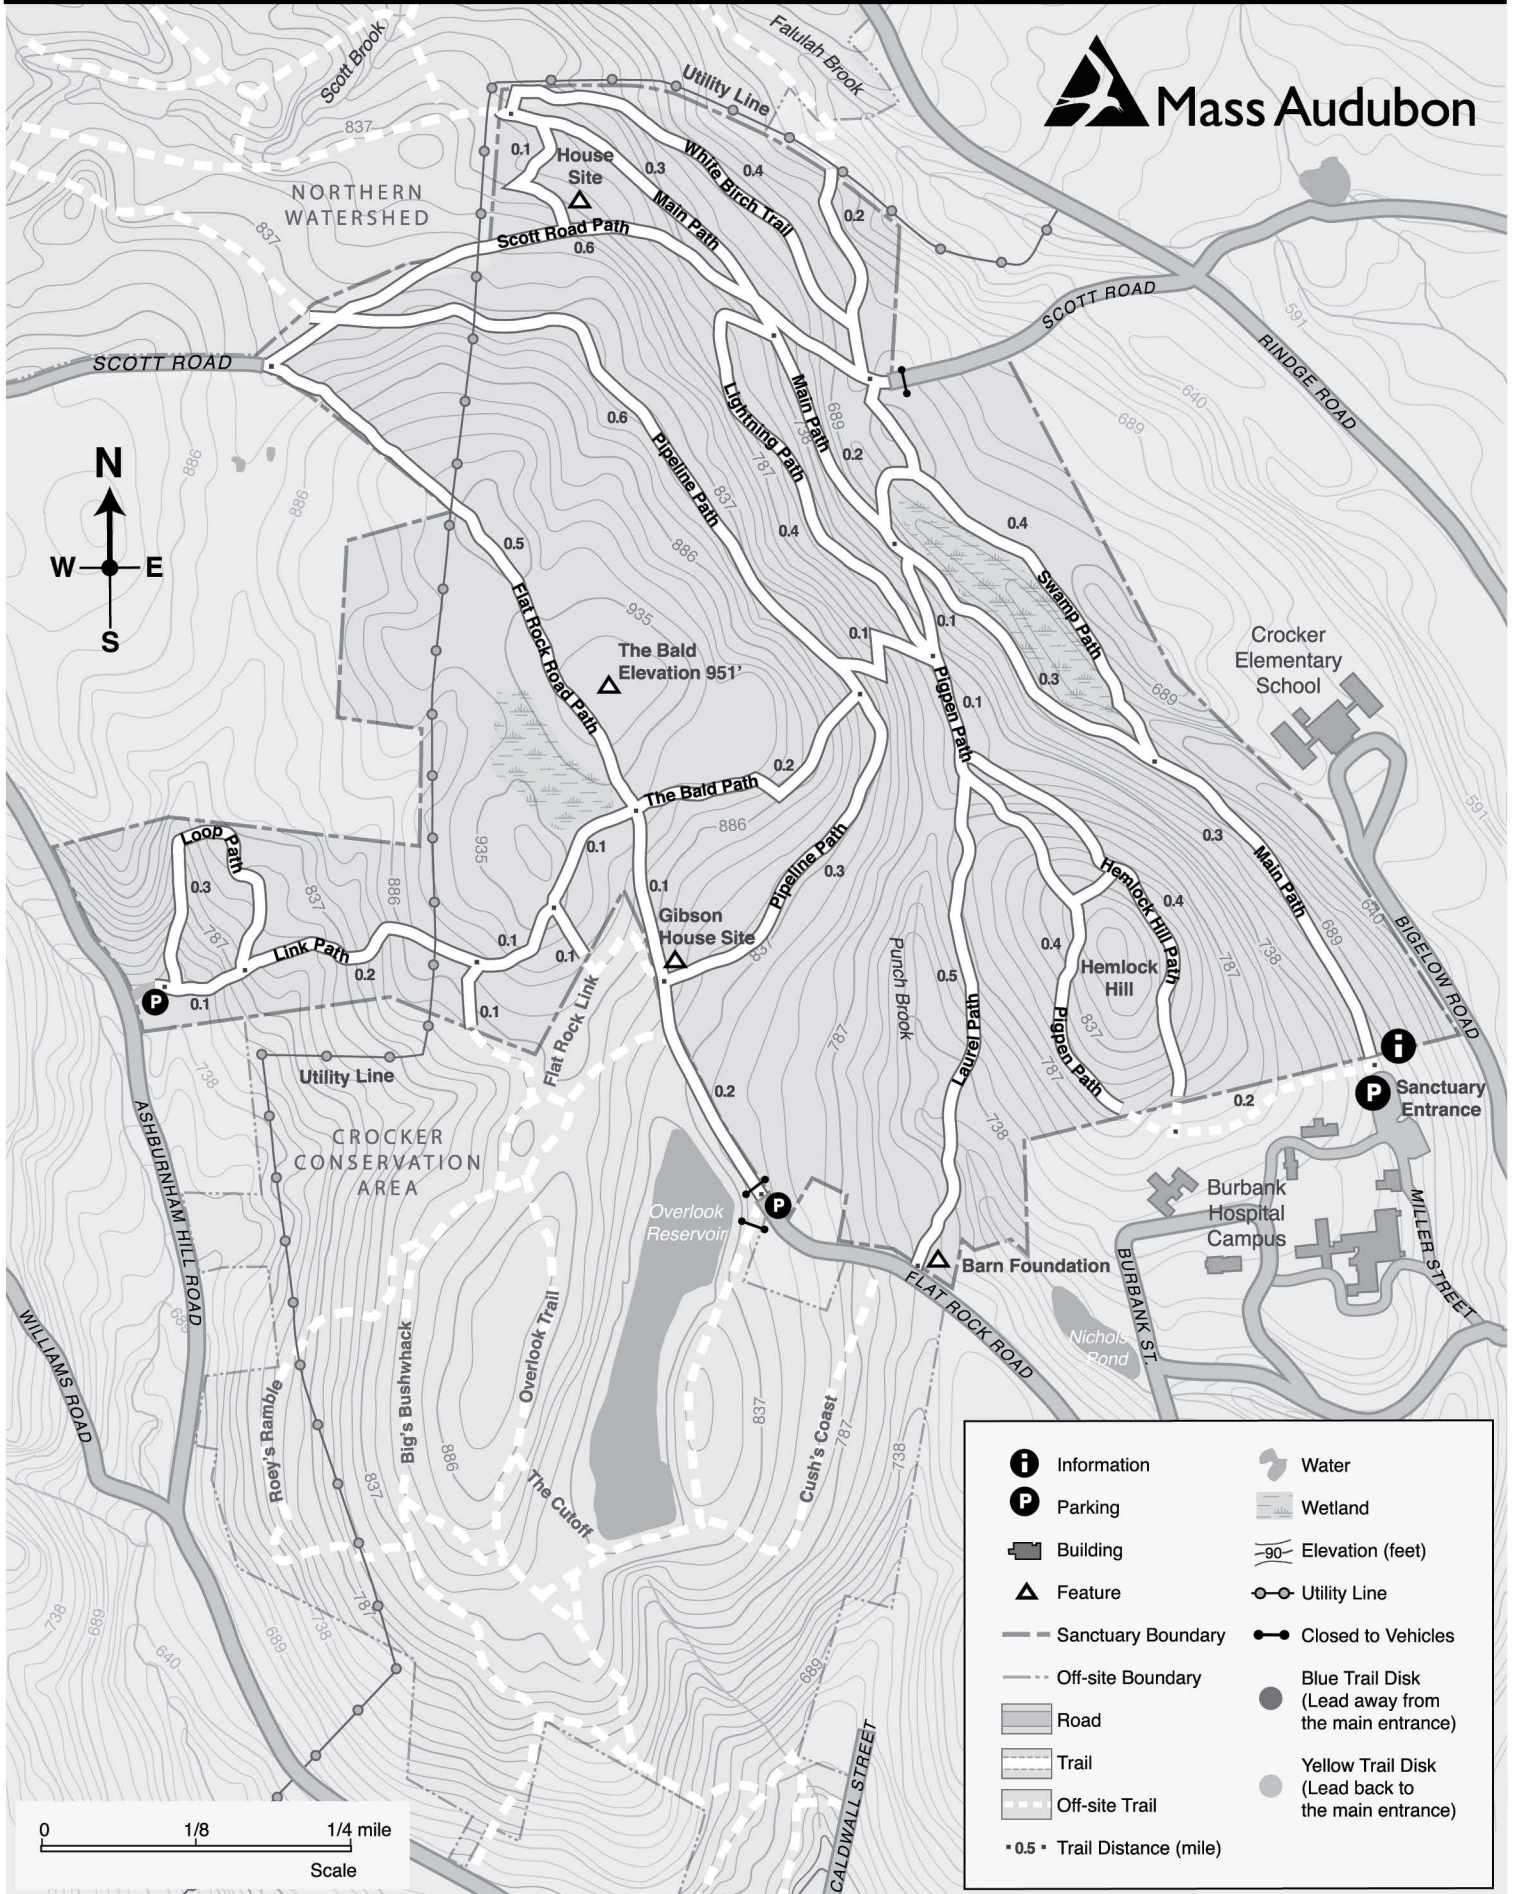 Mass Audubon
Scott Brook
Falulah Brook
Utility Line
837
NORTHERN
WATERSHED
837
0.1
House
Site
0.3
Main Path
White Birch Trail
0.4
0.2
Scott Road Path
0.6
SCOTT ROAD
SCOTT ROAD
RINDGE ROAD
591
640
689
N
W
E
S
886
886
0.6
Pipeline Path
837
886
Lightning Path
787
0.4
Main Path
738
689
0.2
0.4
Swamp Path
0.5
Flat Rock Road Path
935
The Bald
Elevation 951'
0.1
0.1
0.3
689
Pigpen Path
0.1
Crocker
Elementary
School
591
The Bald Path
0.2
886
935
0.1
0.1
Pipeline Path
0.3
837
Gibson
House Site
Loop
Path
0.3
787
837
886
Link Path
0.2
0.1
0.1
0.1
0.1
P
Flat Rock Link
Utility Line
738
Punch Brook
787
0.5
Laurel Path
738
Hemlock Hill Path
0.4
0.4
Hemlock
Hill
837
Pigpen Path
787
787
738
689
640
0.3
Main Path
BIGELOW ROAD
i
P
Sanctuary
Entrance
0.2
0.2
CROCKER
CONSERVATION
AREA
ASHBURNHAM HILL ROAD
WILLIAMS ROAD
689
Overlook
Reservoir
P
Barn Foundation
FLAT ROCK ROAD
Burbank
Hospital
Campus
BURBANK ST.
MILLER STREET
Nichols
Pond
Roey's Ramble
Big's Bushwhack
Overlook Trail
The Cutoff
Cush's Coast
837
886
837
787
738
787
738
689
640
689
738
689
CALDWALL STREET
0
1/8
1/4 mile
Scale
i
Information
P
Parking
Building
Feature
Sanctuary Boundary
Off-site Boundary
Road
Trail
Off-site Trail
0.5
Trail Distance (mile)
Water
Wetland
90
Elevation (feet)
Utility Line
Closed to Vehicles
Blue Trail Disk
(Lead away from
the main entrance)
Yellow Trail Disk
(Lead back to
the main entrance)